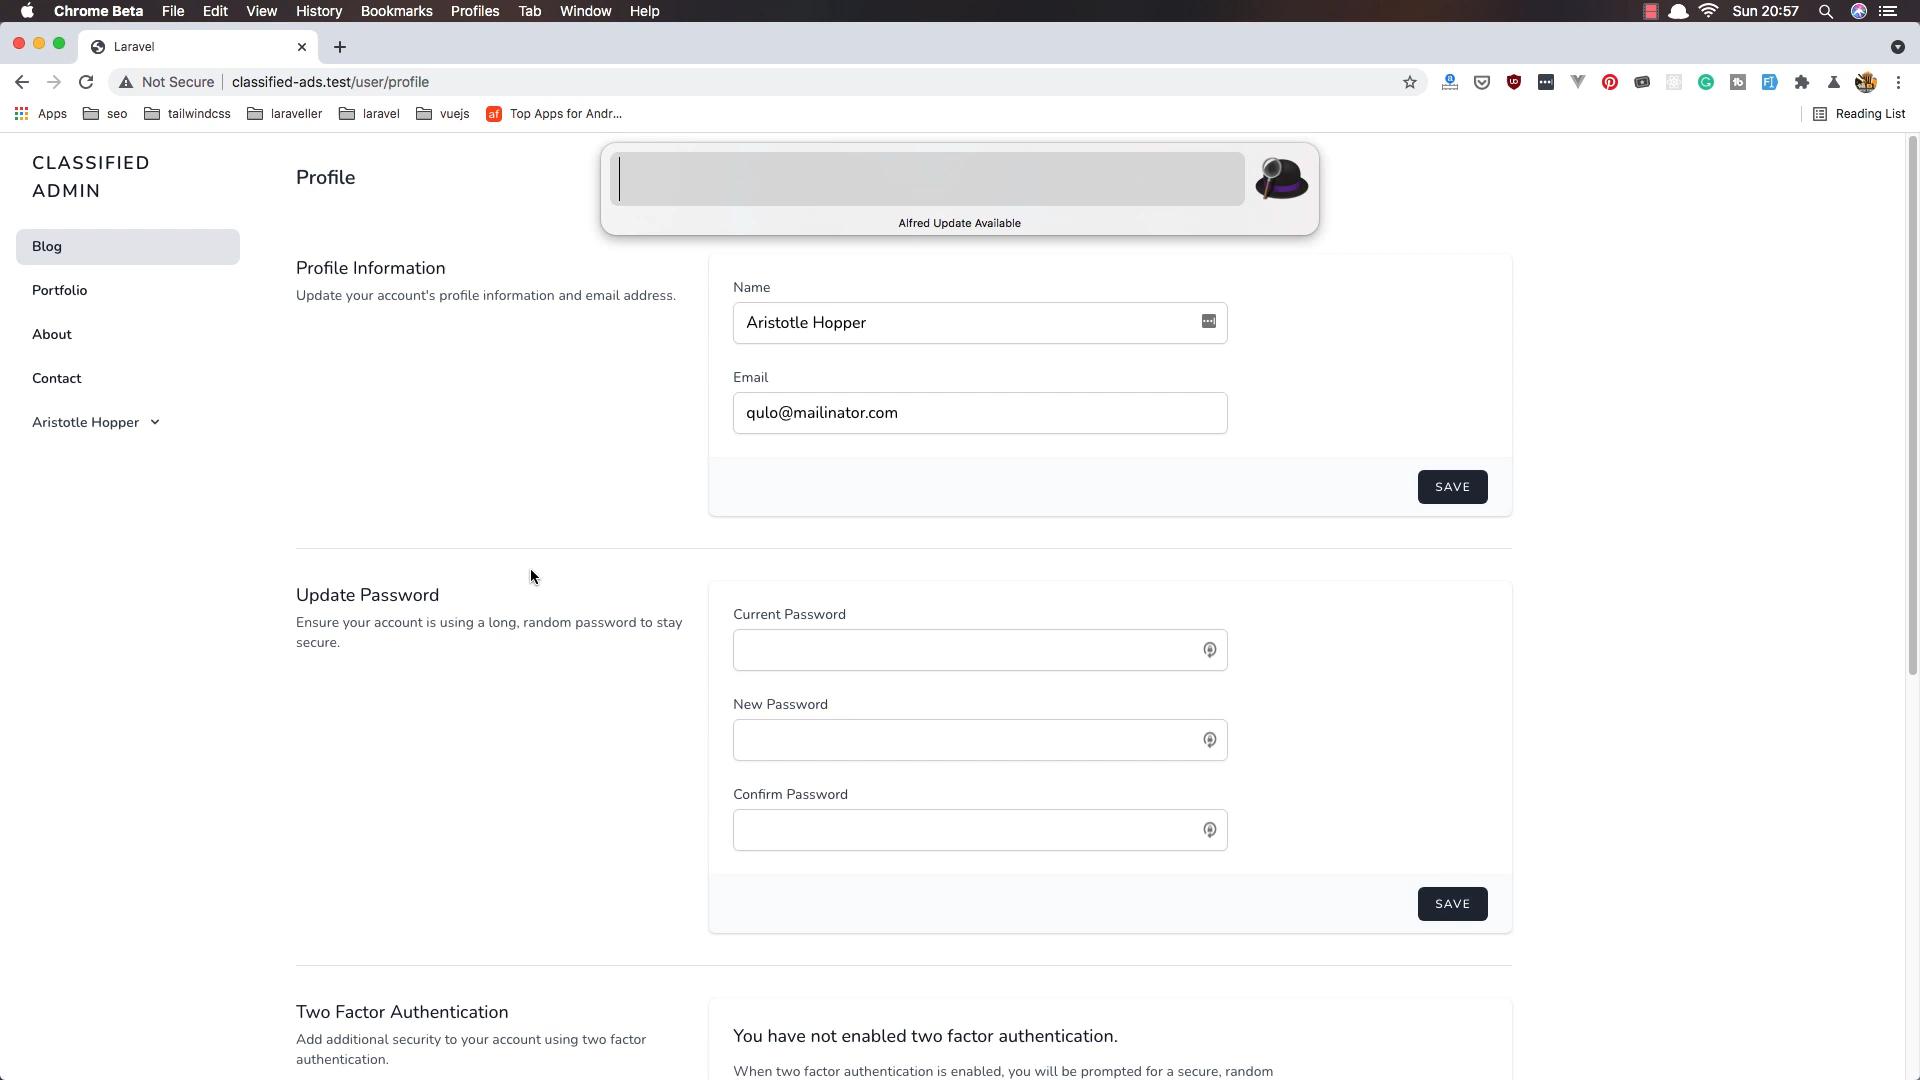 Chrome Beta File Edit View History Bookmarks Profiles Tab Window Help Sun 20:57
Laravel
Not Secure classified-ads.test/user/profile
Apps seo tailwindcss laraveller laravel vuejs af Top Apps for Andr... Reading List
CLASSIFIED
ADMIN
Blog
Portfolio
About
Contact
Aristotle Hopper
Profile
Alfred Update Available
Profile Information
Update your account's profile information and email address.
Name
Aristotle Hopper
Email
qulo@mailinator.com
SAVE
Update Password
Ensure your account is using a long, random password to stay
secure.
Current Password
New Password
Confirm Password
SAVE
Two Factor Authentication
Add additional security to your account using two factor
authentication.
You have not enabled two factor authentication.
When two factor authentication is enabled, you will be prompted for a secure, random